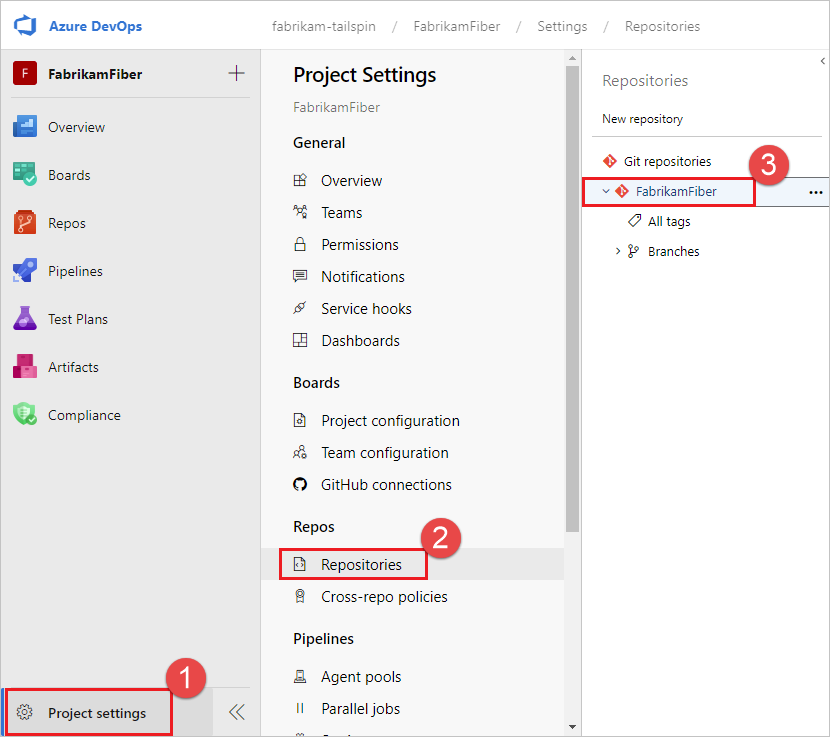 Azure DevOps
fabrikam-tailspin / FabrikamFiber / Settings / Repositories
F FabrikamFiber +
Overview
Boards
Repos
Pipelines
Test Plans
Artifacts
Compliance
1
Project settings
Project Settings
FabrikamFiber
General
Overview
Teams
Permissions
Notifications
Service hooks
Dashboards
Boards
Project configuration
Team configuration
GitHub connections
Repos
2
Repositories
Cross-repo policies
Pipelines
Agent pools
Parallel jobs
Repositories
New repository
Git repositories
3
FabrikamFiber ...
All tags
Branches